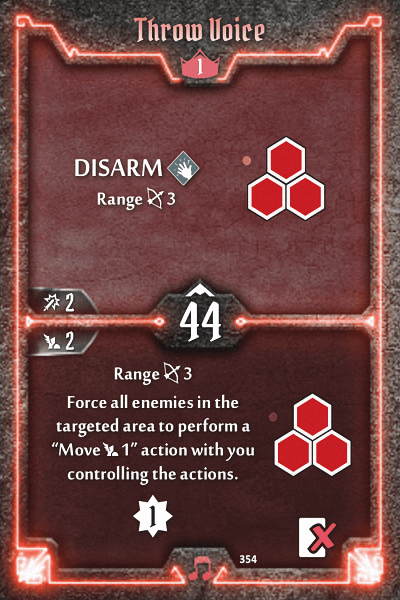 Throw Voice
1
DISARM
Range 3
2
44
2
Range 3
Force all enemies in the
targeted area to perform a
“Move 1” action with you
controlling the actions.
1
354